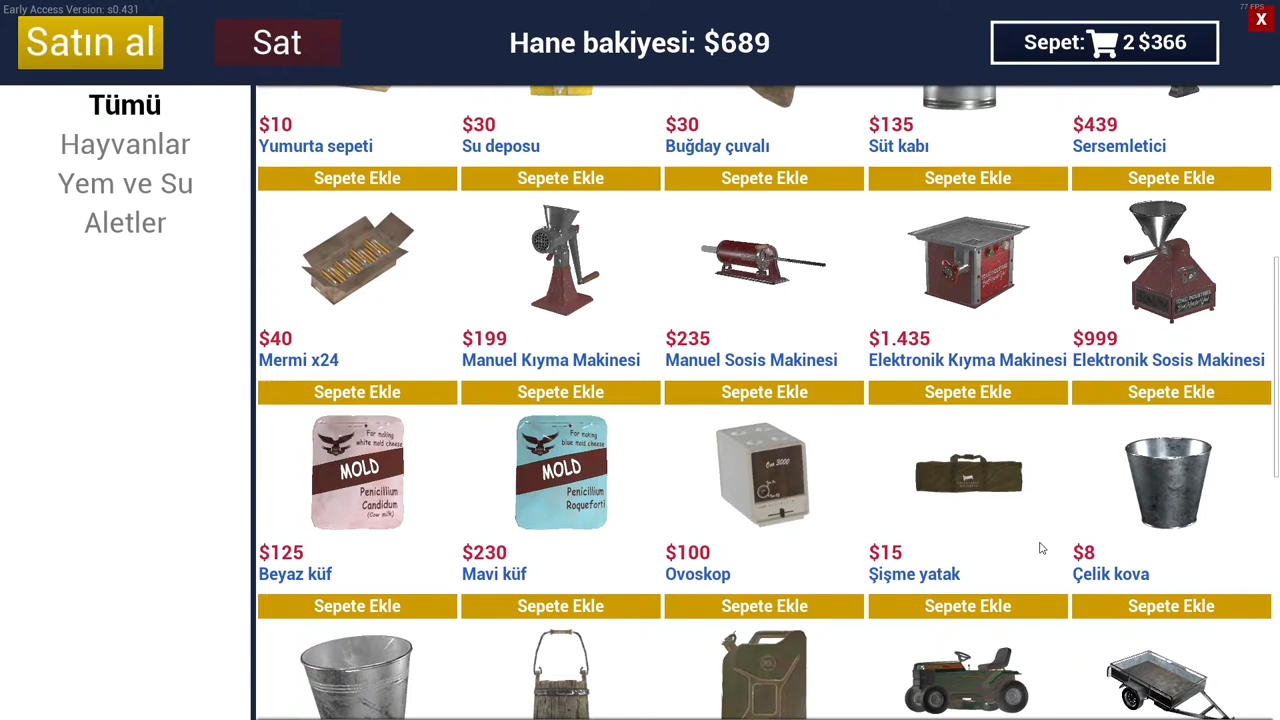 Early Access Version: s0.431
77 FPS
Satın al
Sat
Hane bakiyesi: $689
Sepet: 2 $366
X
Tümü
Hayvanlar
Yem ve Su
Aletler
$10
Yumurta sepeti
Sepete Ekle
$30
Su deposu
Sepete Ekle
$30
Buğday çuvalı
Sepete Ekle
$135
Süt kabı
Sepete Ekle
$439
Sersemletici
Sepete Ekle
$40
Mermi x24
Sepete Ekle
$199
Manuel Kıyma Makinesi
Sepete Ekle
$235
Manuel Sosis Makinesi
Sepete Ekle
$1.435
Elektronik Kıyma Makinesi
Sepete Ekle
$999
Elektronik Sosis Makinesi
Sepete Ekle
For making
white mold cheese
MOLD
Penicillium
Candidum
(Cow milk)
$125
Beyaz küf
Sepete Ekle
For making
blue mold cheese
MOLD
Penicillium
Roqueforti
$230
Mavi küf
Sepete Ekle
Ovo 3000
$100
Ovoskop
Sepete Ekle
$15
Şişme yatak
Sepete Ekle
$8
Çelik kova
Sepete Ekle